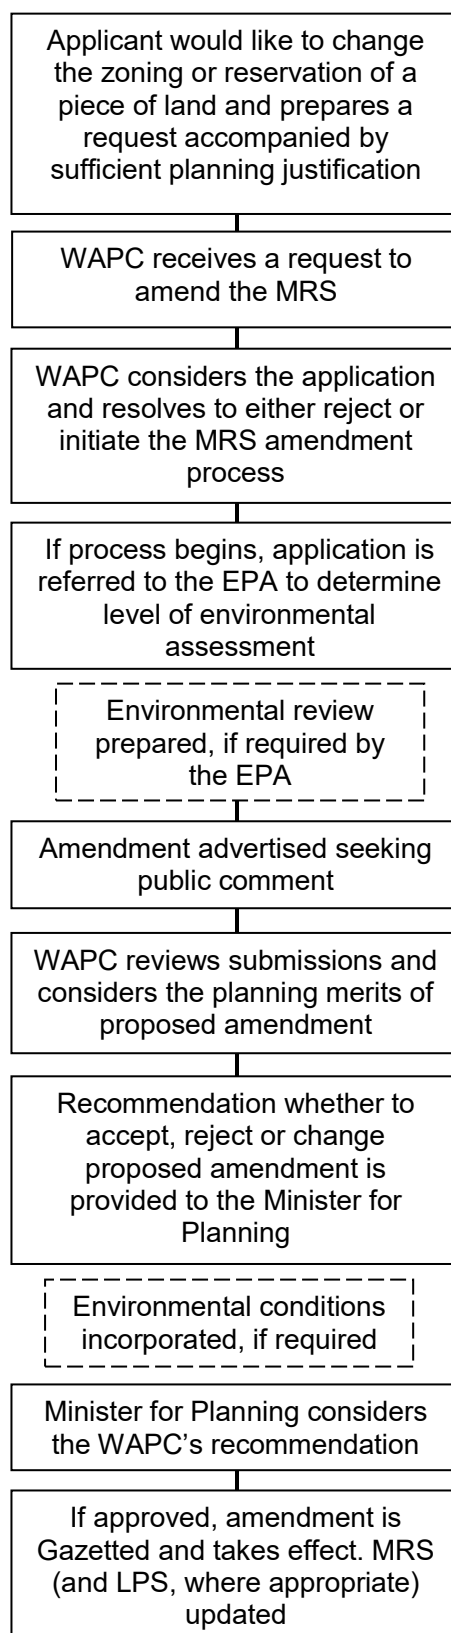 Applicant would like to change
the zoning or reservation of a
piece of land and prepares a
request accompanied by
sufficient planning justification
WAPC receives a request to
amend the MRS
WAPC considers the application
and resolves to either reject or
initiate the MRS amendment
process
If process begins, application is
referred to the EPA to determine
level of environmental
assessment
Environmental review
prepared, if required by
the EPA
Amendment advertised seeking
public comment
WAPC reviews submissions and
considers the planning merits of
proposed amendment
Recommendation whether to
accept, reject or change
proposed amendment is
provided to the Minister for
Planning
Environmental conditions
incorporated, if required
Minister for Planning considers
the WAPC’s recommendation
If approved, amendment is
Gazetted and takes effect. MRS
(and LPS, where appropriate)
updated